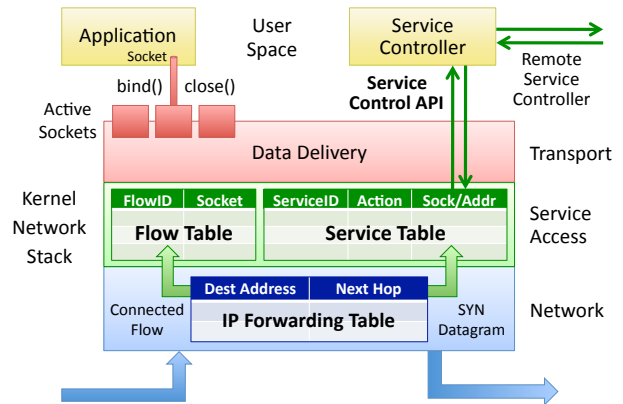 Application
Socket
User
Space
Service
Controller
Remote
Service
Controller
bind()
close()
Service
Control API
Active
Sockets
Data Delivery
Transport
Kernel
Network
Stack
FlowID Socket
Flow Table
ServiceID Action Sock/Addr
Service Table
Service
Access
Dest Address Next Hop
IP Forwarding Table
Connected
Flow
SYN
Datagram
Network